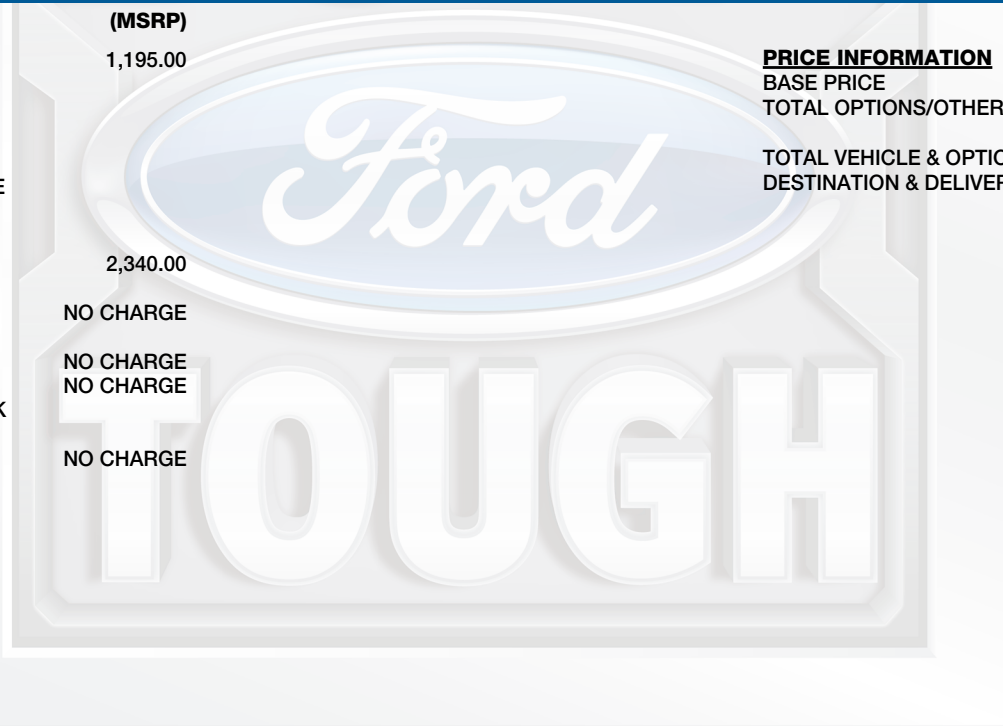 (MSRP)
1,195.00
E
2,340.00
NO CHARGE
NO CHARGE
NO CHARGE
K
NO CHARGE
PRICE INFORMATION
BASE PRICE
TOTAL OPTIONS/OTHER
TOTAL VEHICLE & OPTIO
DESTINATION & DELIVER
Ford
TOUGH